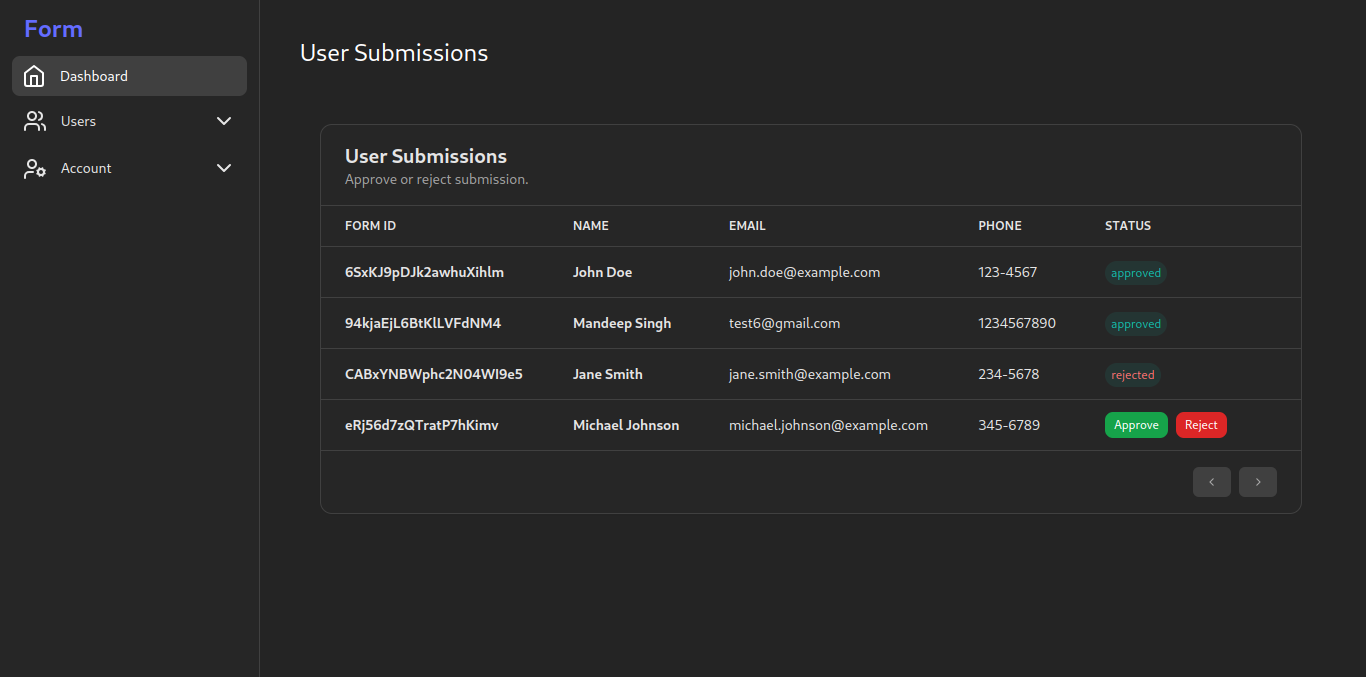 Form
Dashboard
Users
Account
User Submissions
User Submissions
Approve or reject submission.
FORM ID NAME EMAIL PHONE STATUS
6SxKJ9pDJk2awhuXihlm John Doe john.doe@example.com 123-4567 approved
94kjaEjL6BtKlLVFdNM4 Mandeep Singh test6@gmail.com 1234567890 approved
CABxYNBWphc2N04WI9e5 Jane Smith jane.smith@example.com 234-5678 rejected
eRj56d7zQTratP7hKimv Michael Johnson michael.johnson@example.com 345-6789 Approve Reject